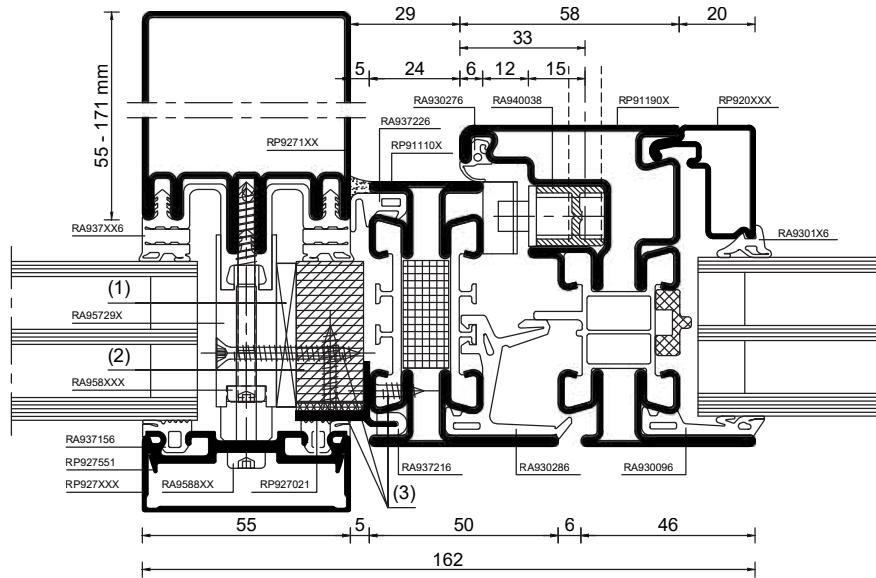 29
58
20
33
5
24
6
12
15
55 - 171 mm
RA930276
RA940038
RP91190X
RP920XXX
RA937226
RP9271XX
RP91110X
RA937XX6
RA9301X6
(1)
RA95729X
(2)
RA958XXX
RA937156
RP927551
RP927XXX
RA9588XX
RP927021
(3)
RA937216
RA930286
RA930096
55
5
50
6
46
162